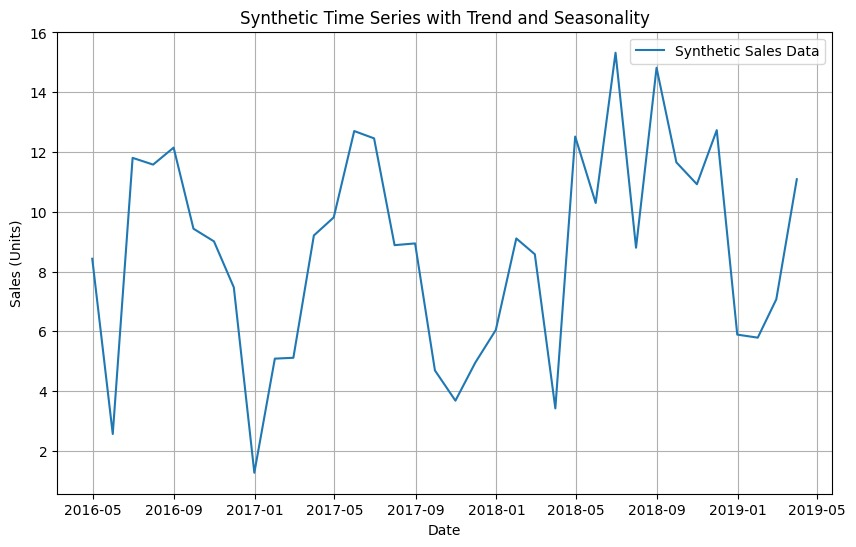 Synthetic Time Series with Trend and Seasonality
Synthetic Sales Data
Sales (Units)
16
14
12
10
8
6
4
2
2016-05 2016-09 2017-01 2017-05 2017-09 2018-01 2018-05 2018-09 2019-01 2019-05
Date